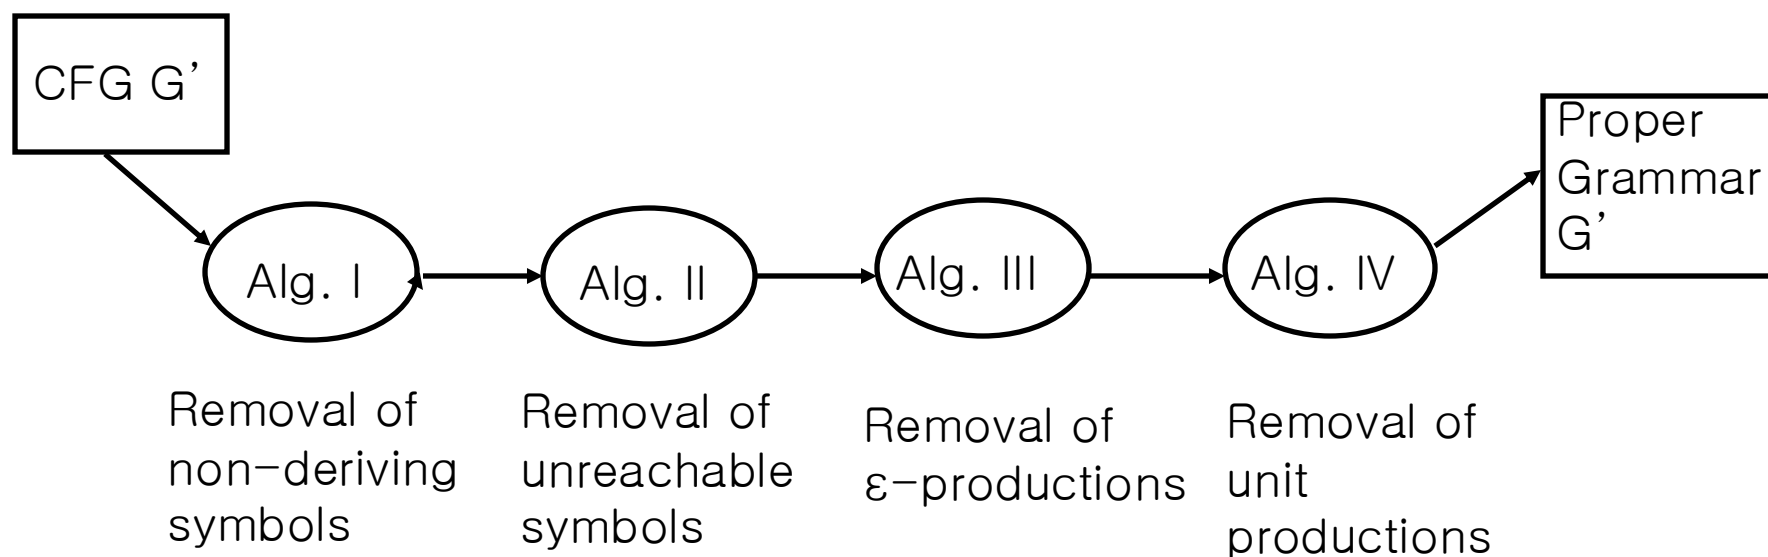 CFG G’
Proper
Grammar
G’
Alg. I
Alg. II
Alg. III
Alg. IV
Removal of
non-deriving
symbols
Removal of
unreachable
symbols
Removal of
ε-productions
Removal of
unit
productions